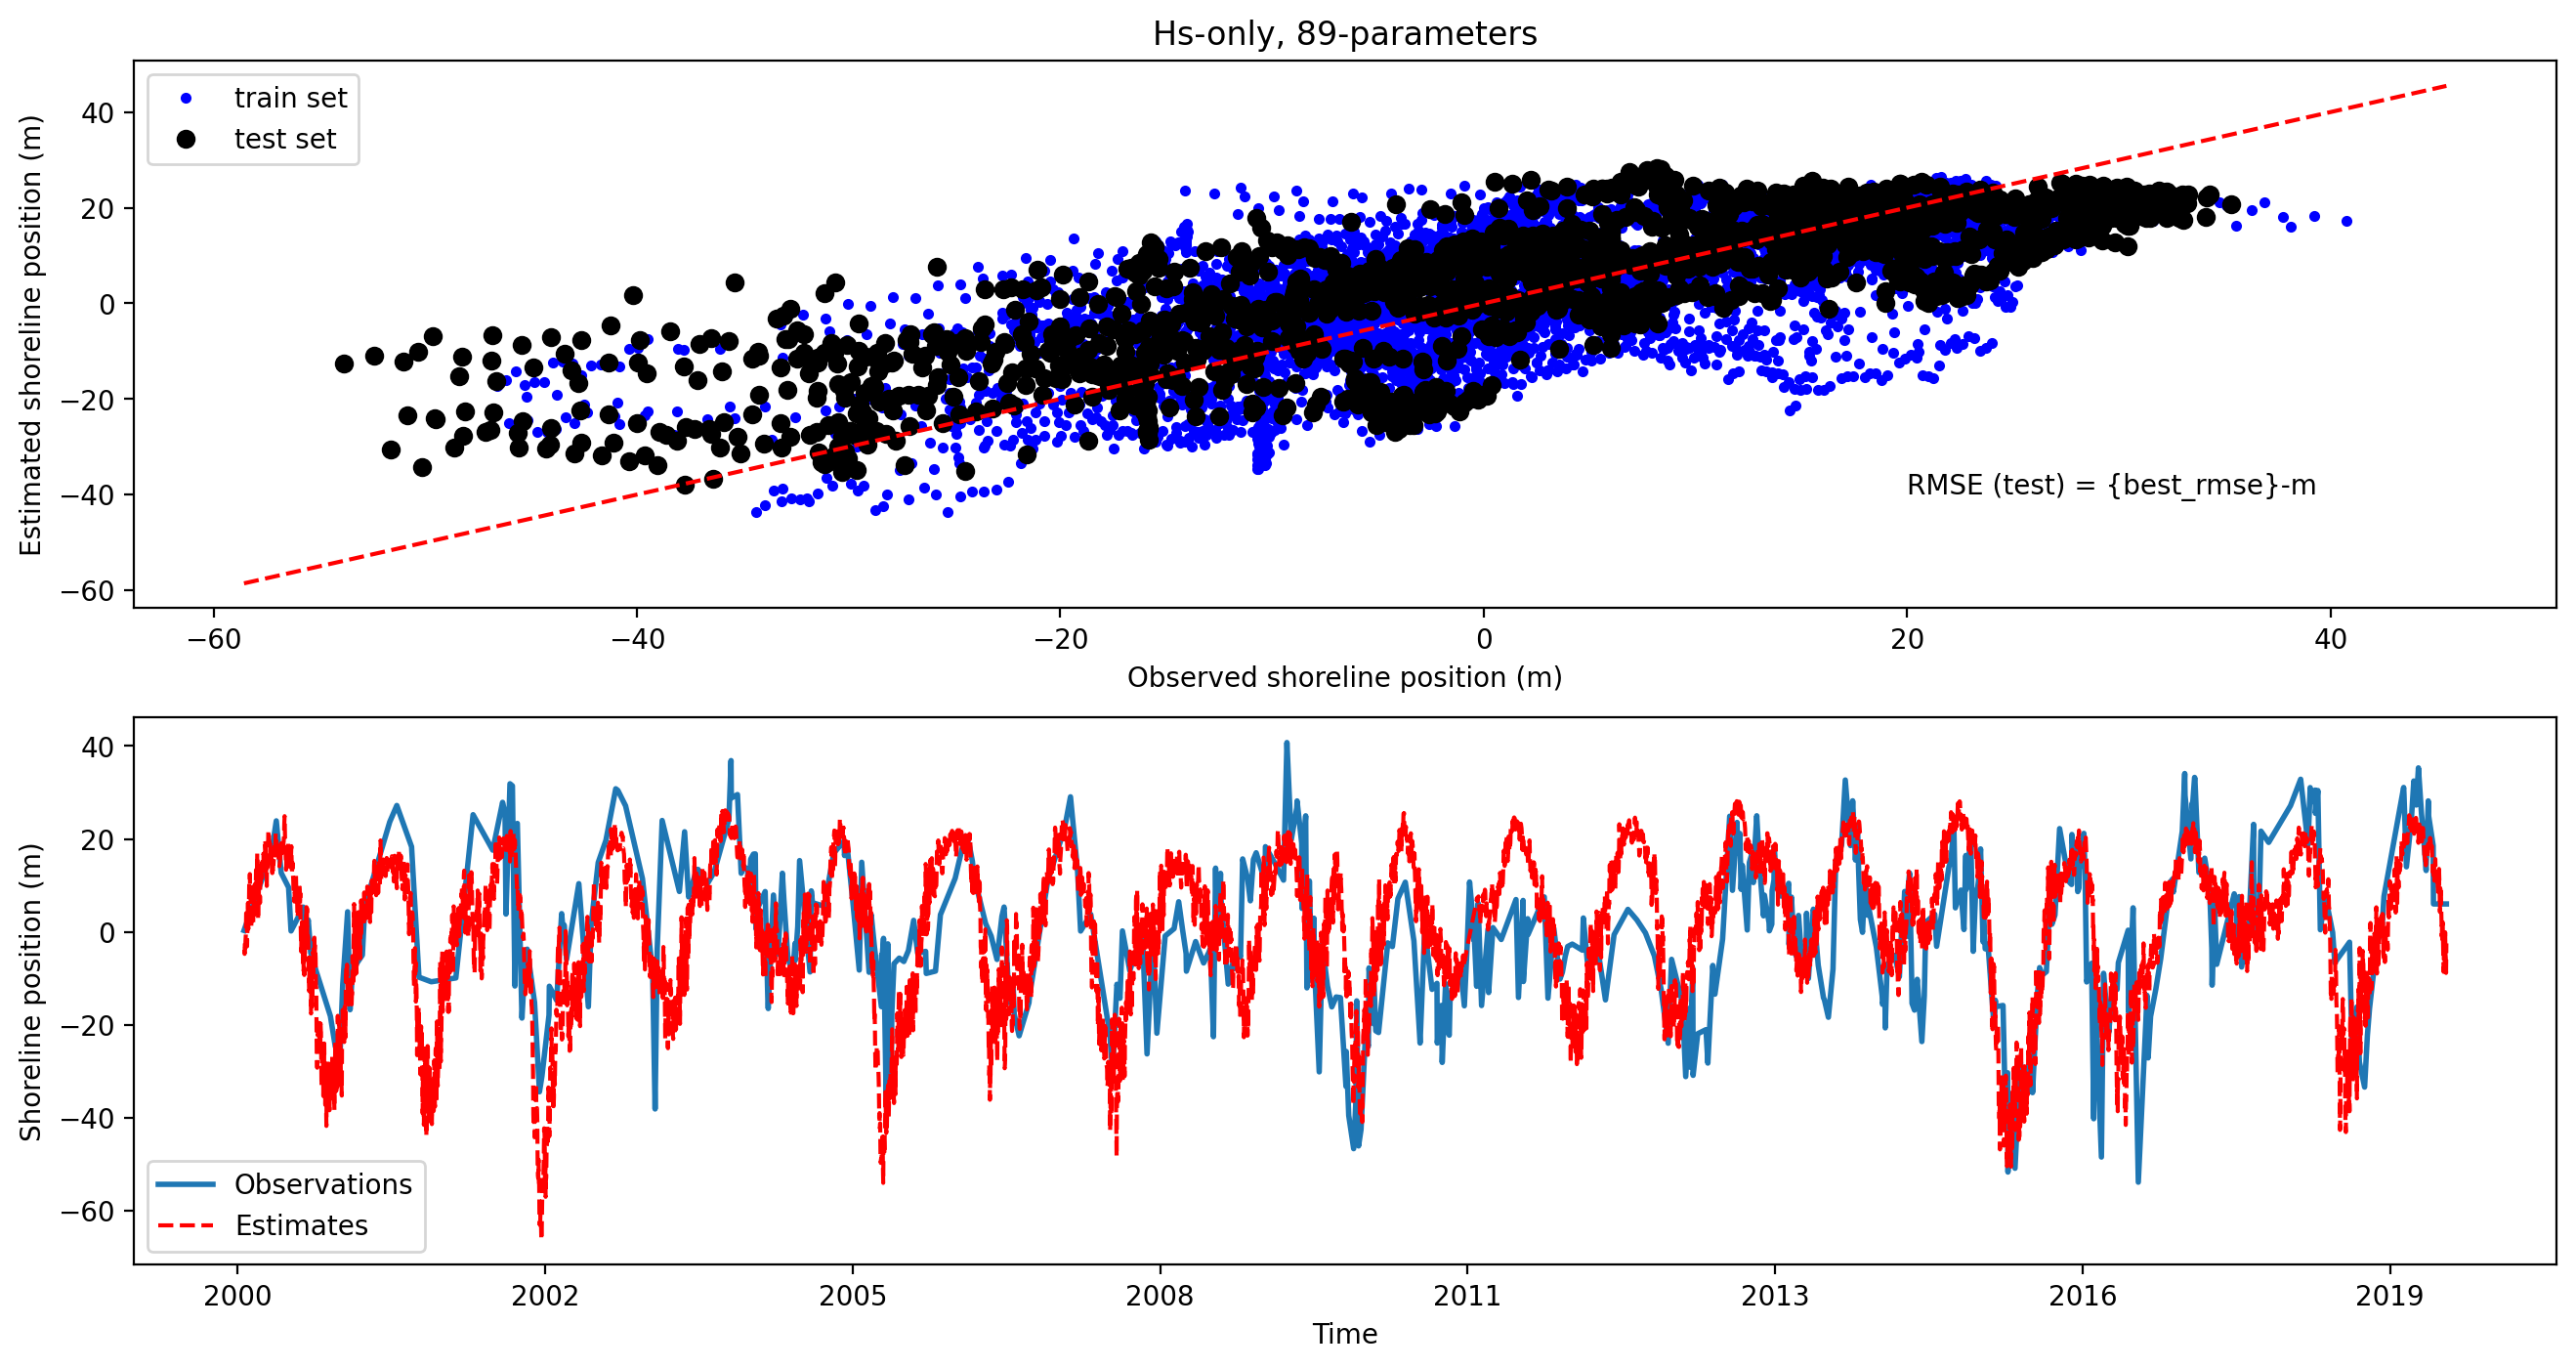 Hs-only, 89-parameters
train set
test set
Estimated shoreline position (m)
40
20
0
−20
−40
−60
RMSE (test) = {best_rmse}-m
−60
−40
−20
0
20
40
Observed shoreline position (m)
Shoreline position (m)
40
20
0
−20
−40
−60
Observations
Estimates
2000
2002
2005
2008
2011
2013
2016
2019
Time